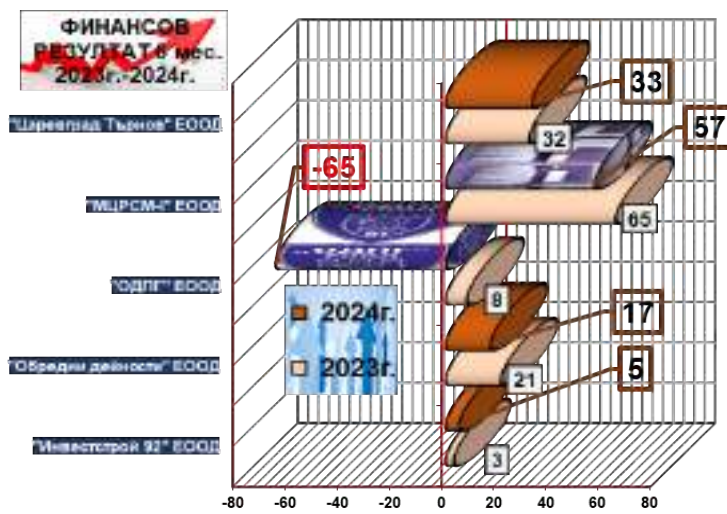 ФИНАНСОВ
РЕЗУЛТАТ 6 мес.
2023г.-2024г.
"Царевград Търнов" ЕООД
33
32
57
-65
"МЦРСМ-I" ЕООД
65
"ОДПГ" ЕООД
8
2024г.
17
2023г.
"Обредни дейности" ЕООД
21
5
"Инвестстрой 92" ЕООД
3
-80 -60 -40 -20 0 20 40 60 80